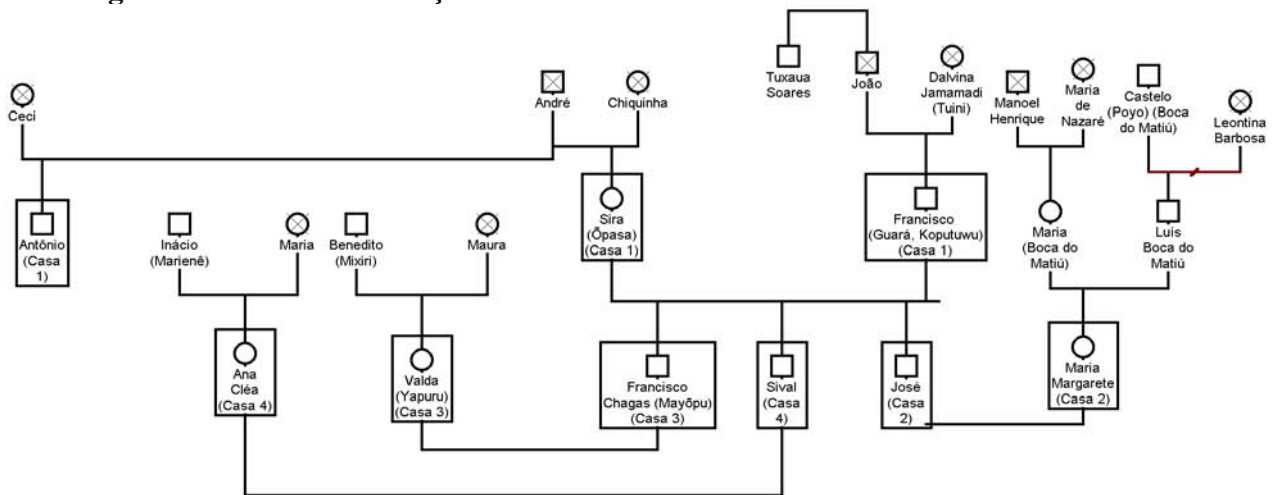 Tuxaua
Soares
João
Dalvina
Jamamadi
(Tuini)
Manoel
Henrique
Maria
de
Nazaré
Castelo
(Poyo) (Boca
do Matiú)
Leontina
Barbosa
Ceci
André
Chiquinha
Antônio
(Casa
1)
Inácio
(Marienê)
Maria
Benedito
(Mixiri)
Maura
Sira
(Õpasa)
(Casa 1)
Francisco
(Guará, Koputuwu)
(Casa 1)
Maria
(Boca do
Matiú)
Luís
Boca do
Matiú
Ana
Cléa
(Casa 4)
Valda
(Yapuru)
(Casa 3)
Francisco
Chagas (Mayõpu)
(Casa 3)
Sival
(Casa
4)
José
(Casa
2)
Maria
Margarete
(Casa 2)